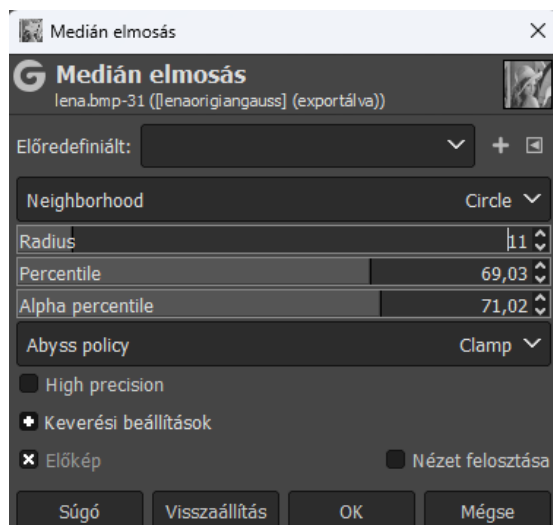 Medián elmosás
Medián elmosás
lena.bmp-31 ([lenaorigiangauss] (exportálva))
Előredefiniált:
Neighborhood Circle
Radius 11
Percentile 69,03
Alpha percentile 71,02
Abyss policy Clamp
High precision
Keverési beállítások
Előkép Nézet felosztása
Súgó Visszaállítás OK Mégse